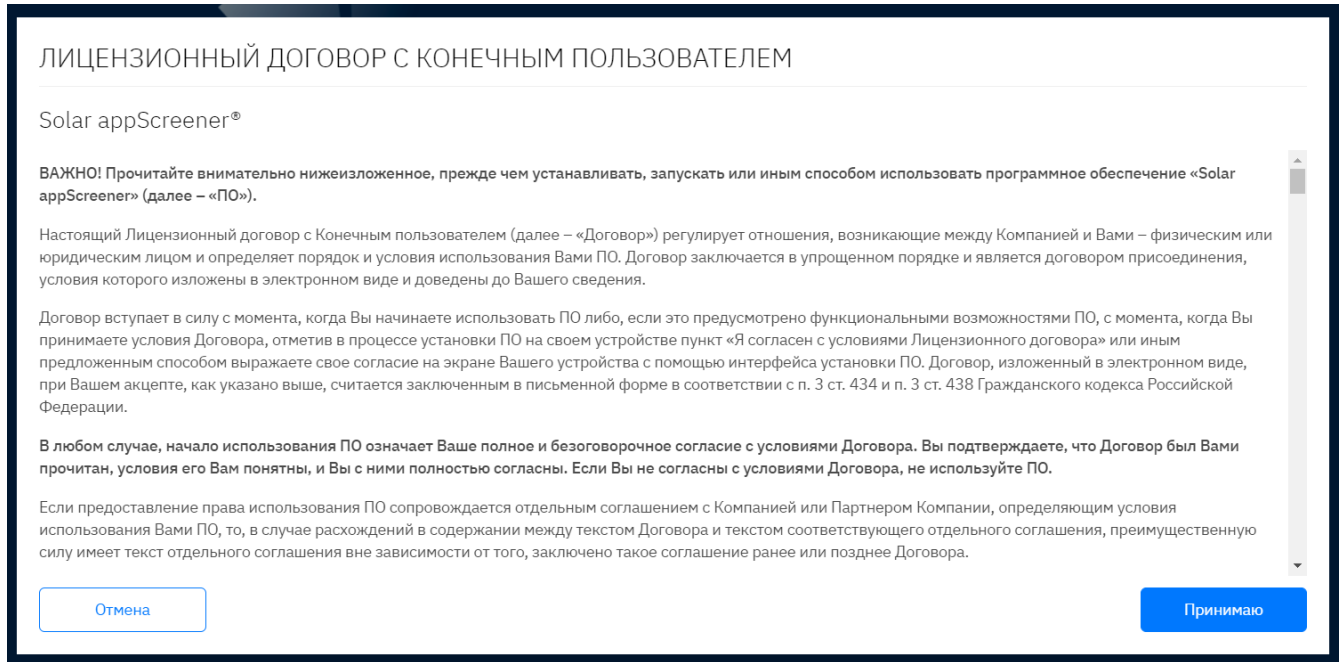 ЛИЦЕНЗИОННЫЙ ДОГОВОР С КОНЕЧНЫМ ПОЛЬЗОВАТЕЛЕМ
Solar appScreener®
ВАЖНО! Прочитайте внимательно нижеизложенное, прежде чем устанавливать, запускать или иным способом использовать программное обеспечение «Solar
appScreener» (далее – «ПО»).
Настоящий Лицензионный договор с Конечным пользователем (далее – «Договор») регулирует отношения, возникающие между Компанией и Вами – физическим или
юридическим лицом и определяет порядок и условия использования Вами ПО. Договор заключается в упрощенном порядке и является договором присоединения,
условия которого изложены в электронном виде и доведены до Вашего сведения.
Договор вступает в силу с момента, когда Вы начинаете использовать ПО либо, если это предусмотрено функциональными возможностями ПО, с момента, когда Вы
принимаете условия Договора, отметив в процессе установки ПО на своем устройстве пункт «Я согласен с условиями Лицензионного договора» или иным
предложенным способом выражаете свое согласие на экране Вашего устройства с помощью интерфейса установки ПО. Договор, изложенный в электронном виде,
при Вашем акцепте, как указано выше, считается заключенным в письменной форме в соответствии с п. 3 ст. 434 и п. 3 ст. 438 Гражданского кодекса Российской
Федерации.
В любом случае, начало использования ПО означает Ваше полное и безоговорочное согласие с условиями Договора. Вы подтверждаете, что Договор был Вами
прочитан, условия его Вам понятны, и Вы с ними полностью согласны. Если Вы не согласны с условиями Договора, не используйте ПО.
Если предоставление права использования ПО сопровождается отдельным соглашением с Компанией или Партнером Компании, определяющим условия
использования Вами ПО, то, в случае расхождений в содержании между текстом Договора и текстом соответствующего отдельного соглашения, преимущественную
силу имеет текст отдельного соглашения вне зависимости от того, заключено такое соглашение ранее или позднее Договора.
Отмена
Принимаю